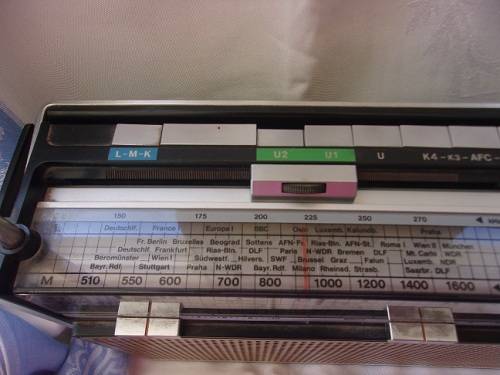 L-M-K U2 U1 U K4-K3-AFC-
150 175 200 225 250 270
Deutschlf. France I Europe I BBC Oslo Luxemb. Kalundb. Praha
Fr. Berlin Bruxelles Beograd Sottens AFN-Fr. Rias-Bln. AFN-St. Roma I Wien II München
Deutschlf. Frankfurt Rias-Bln. DLF Paris N-WDR Bremen DLF Mt. Carlo WDR
Beromünster Wien I Südwestf. Hilvers. SWF Brüssel Graz Falun Luxemb. NDR
Bayr. Rdf Stuttgart Praha N-WDR Bayr. Rdf. Milano Rheinsd. Strasb. Saarbr. DLF
M 510 550 600 700 800 1000 1200 1400 1600